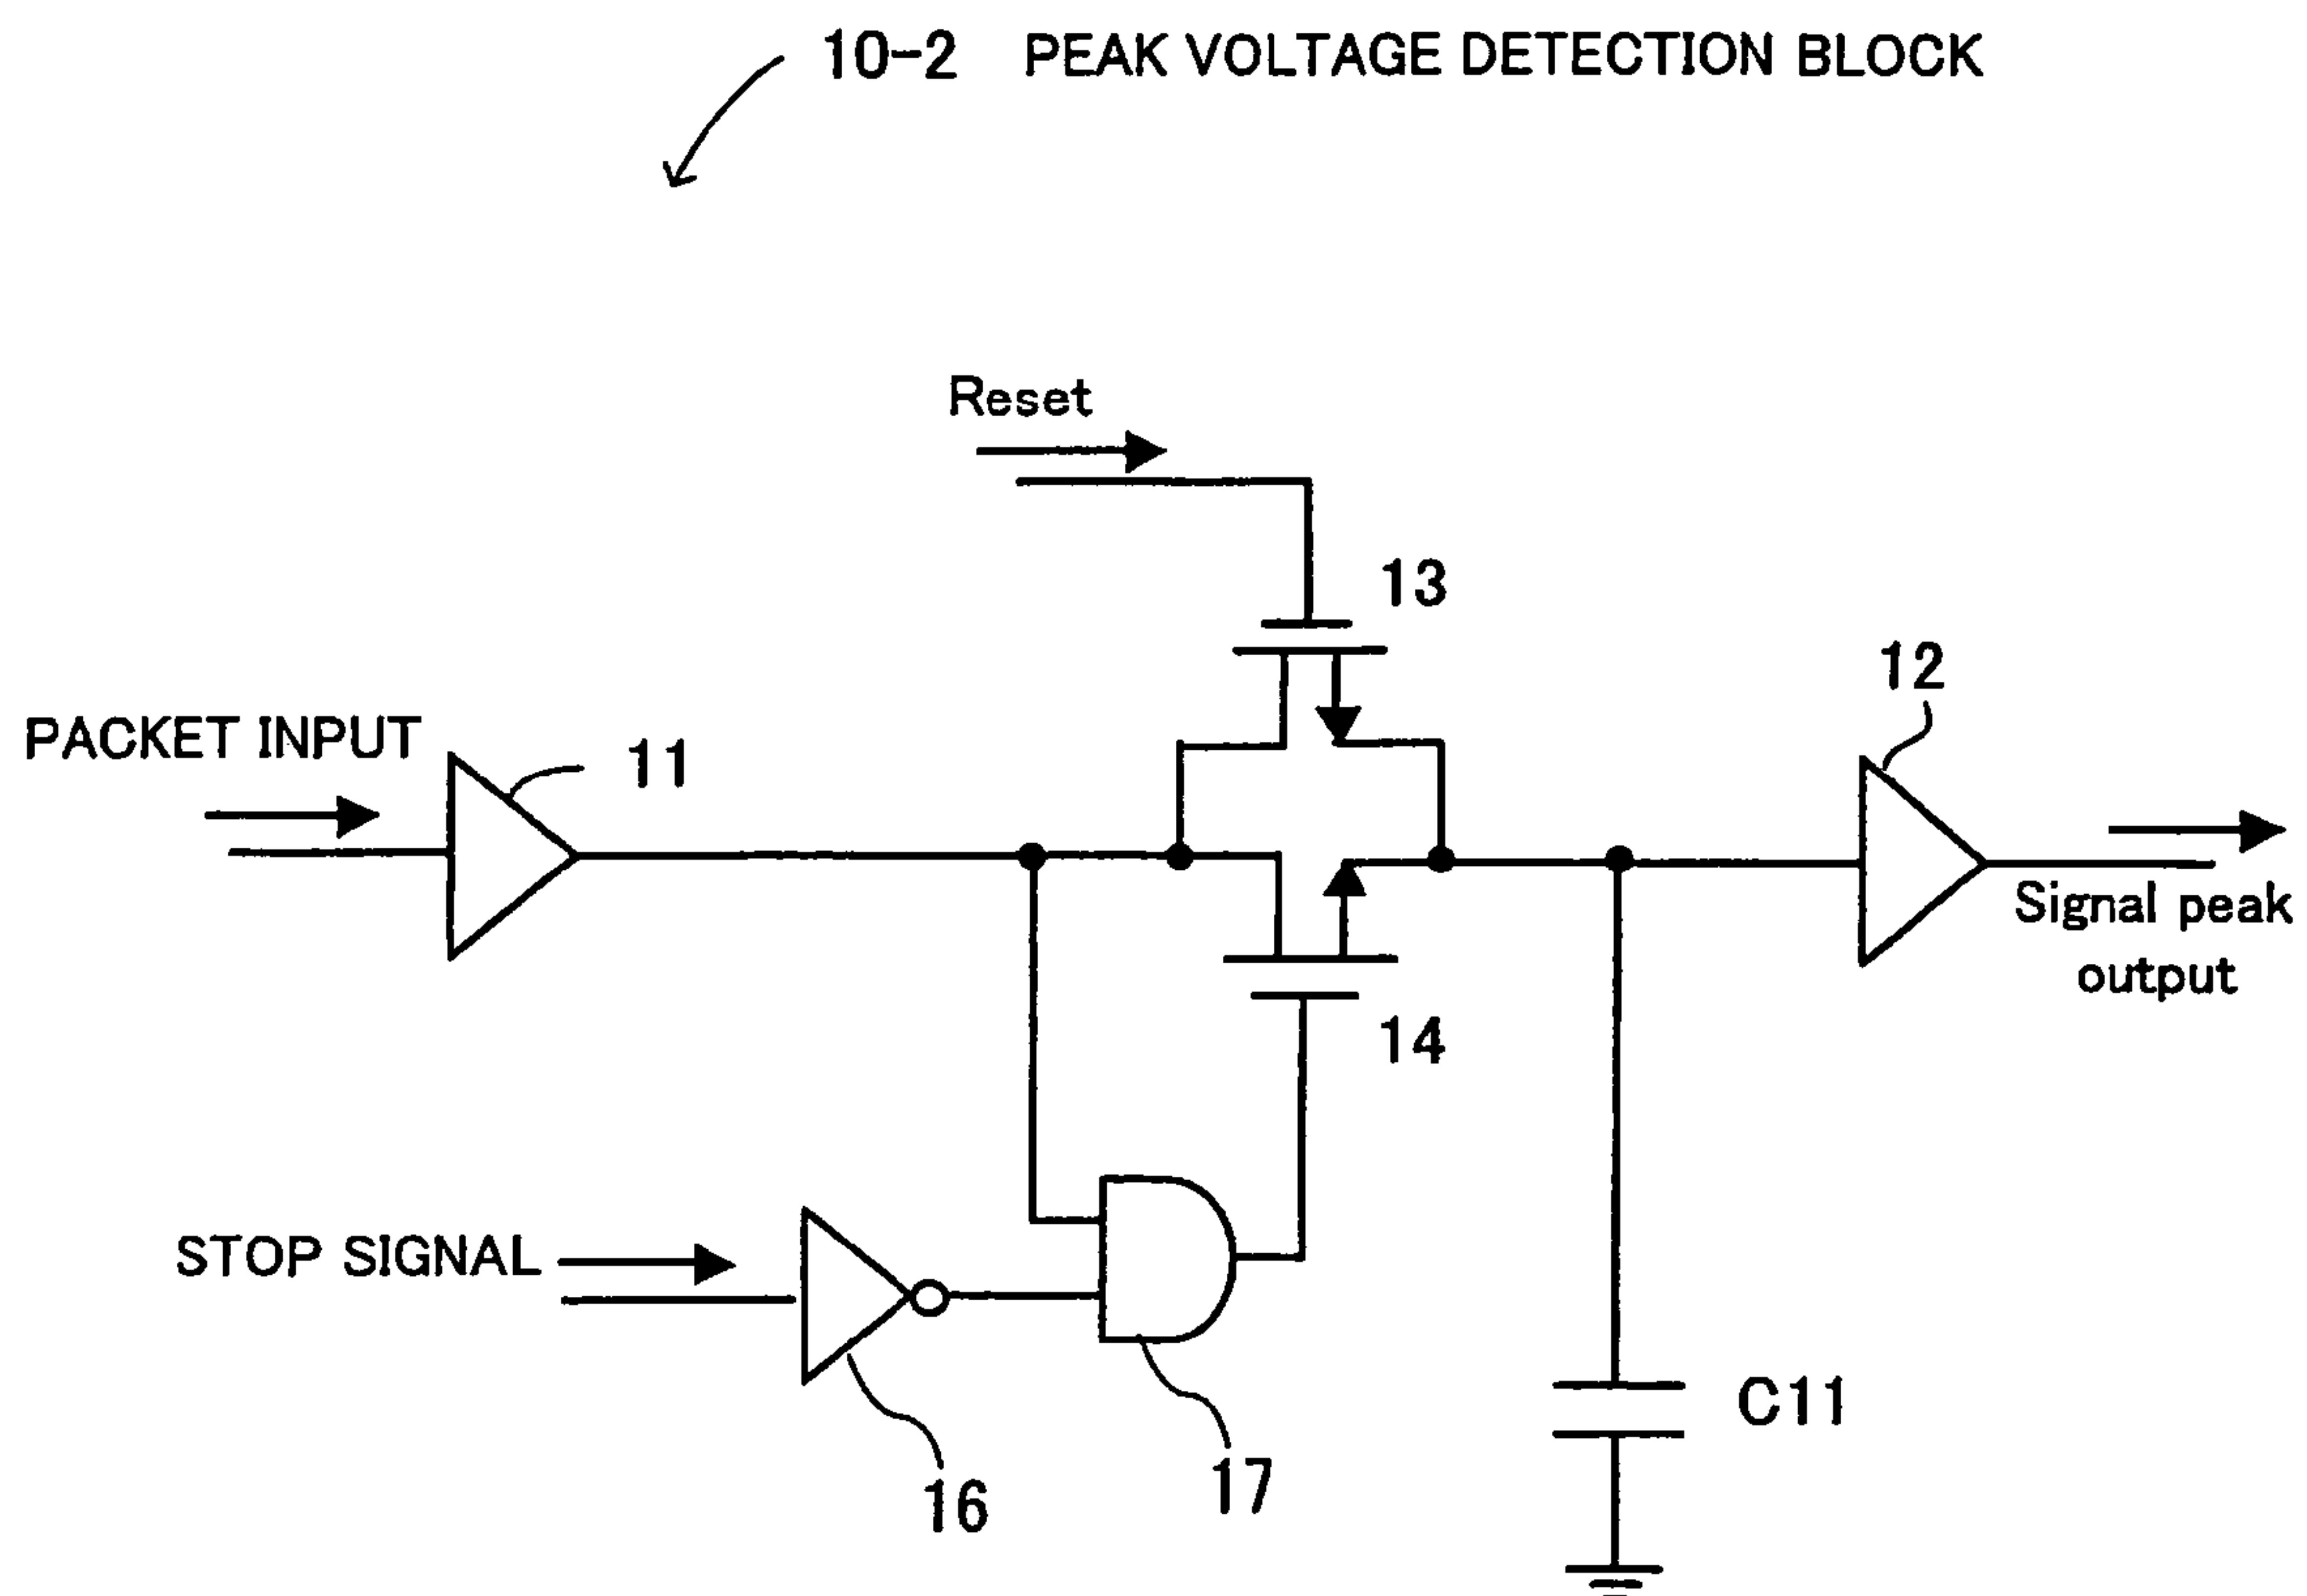 10-2 PEAK VOLTAGE DETECTION BLOCK
Reset
13
12
PACKET INPUT
11
Signal peak
output
14
STOP SIGNAL
C11
16
17